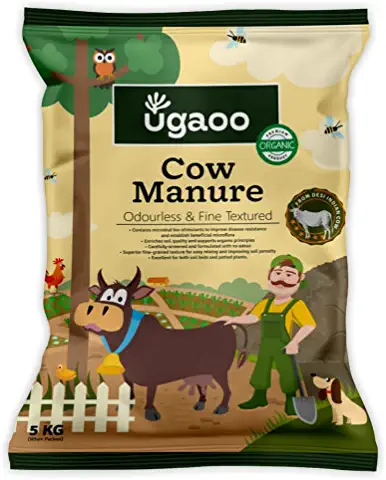 ugaoo
PREMIUM
ORGANIC
PRODUCT
Cow
Manure
Odourless & Fine Textured
• Contains microbial bio-stimulants to improve disease resistance
and establish beneficial microflora
• Enriches soil quality and supports organic principles
• Carefully screened and formulated with no odour
• Superior fine-grained texture for easy mixing and improving soil porosity
• Excellent for both soil beds and potted plants.
FROM DESI INDIAN COW
5 KG
(When Packed)